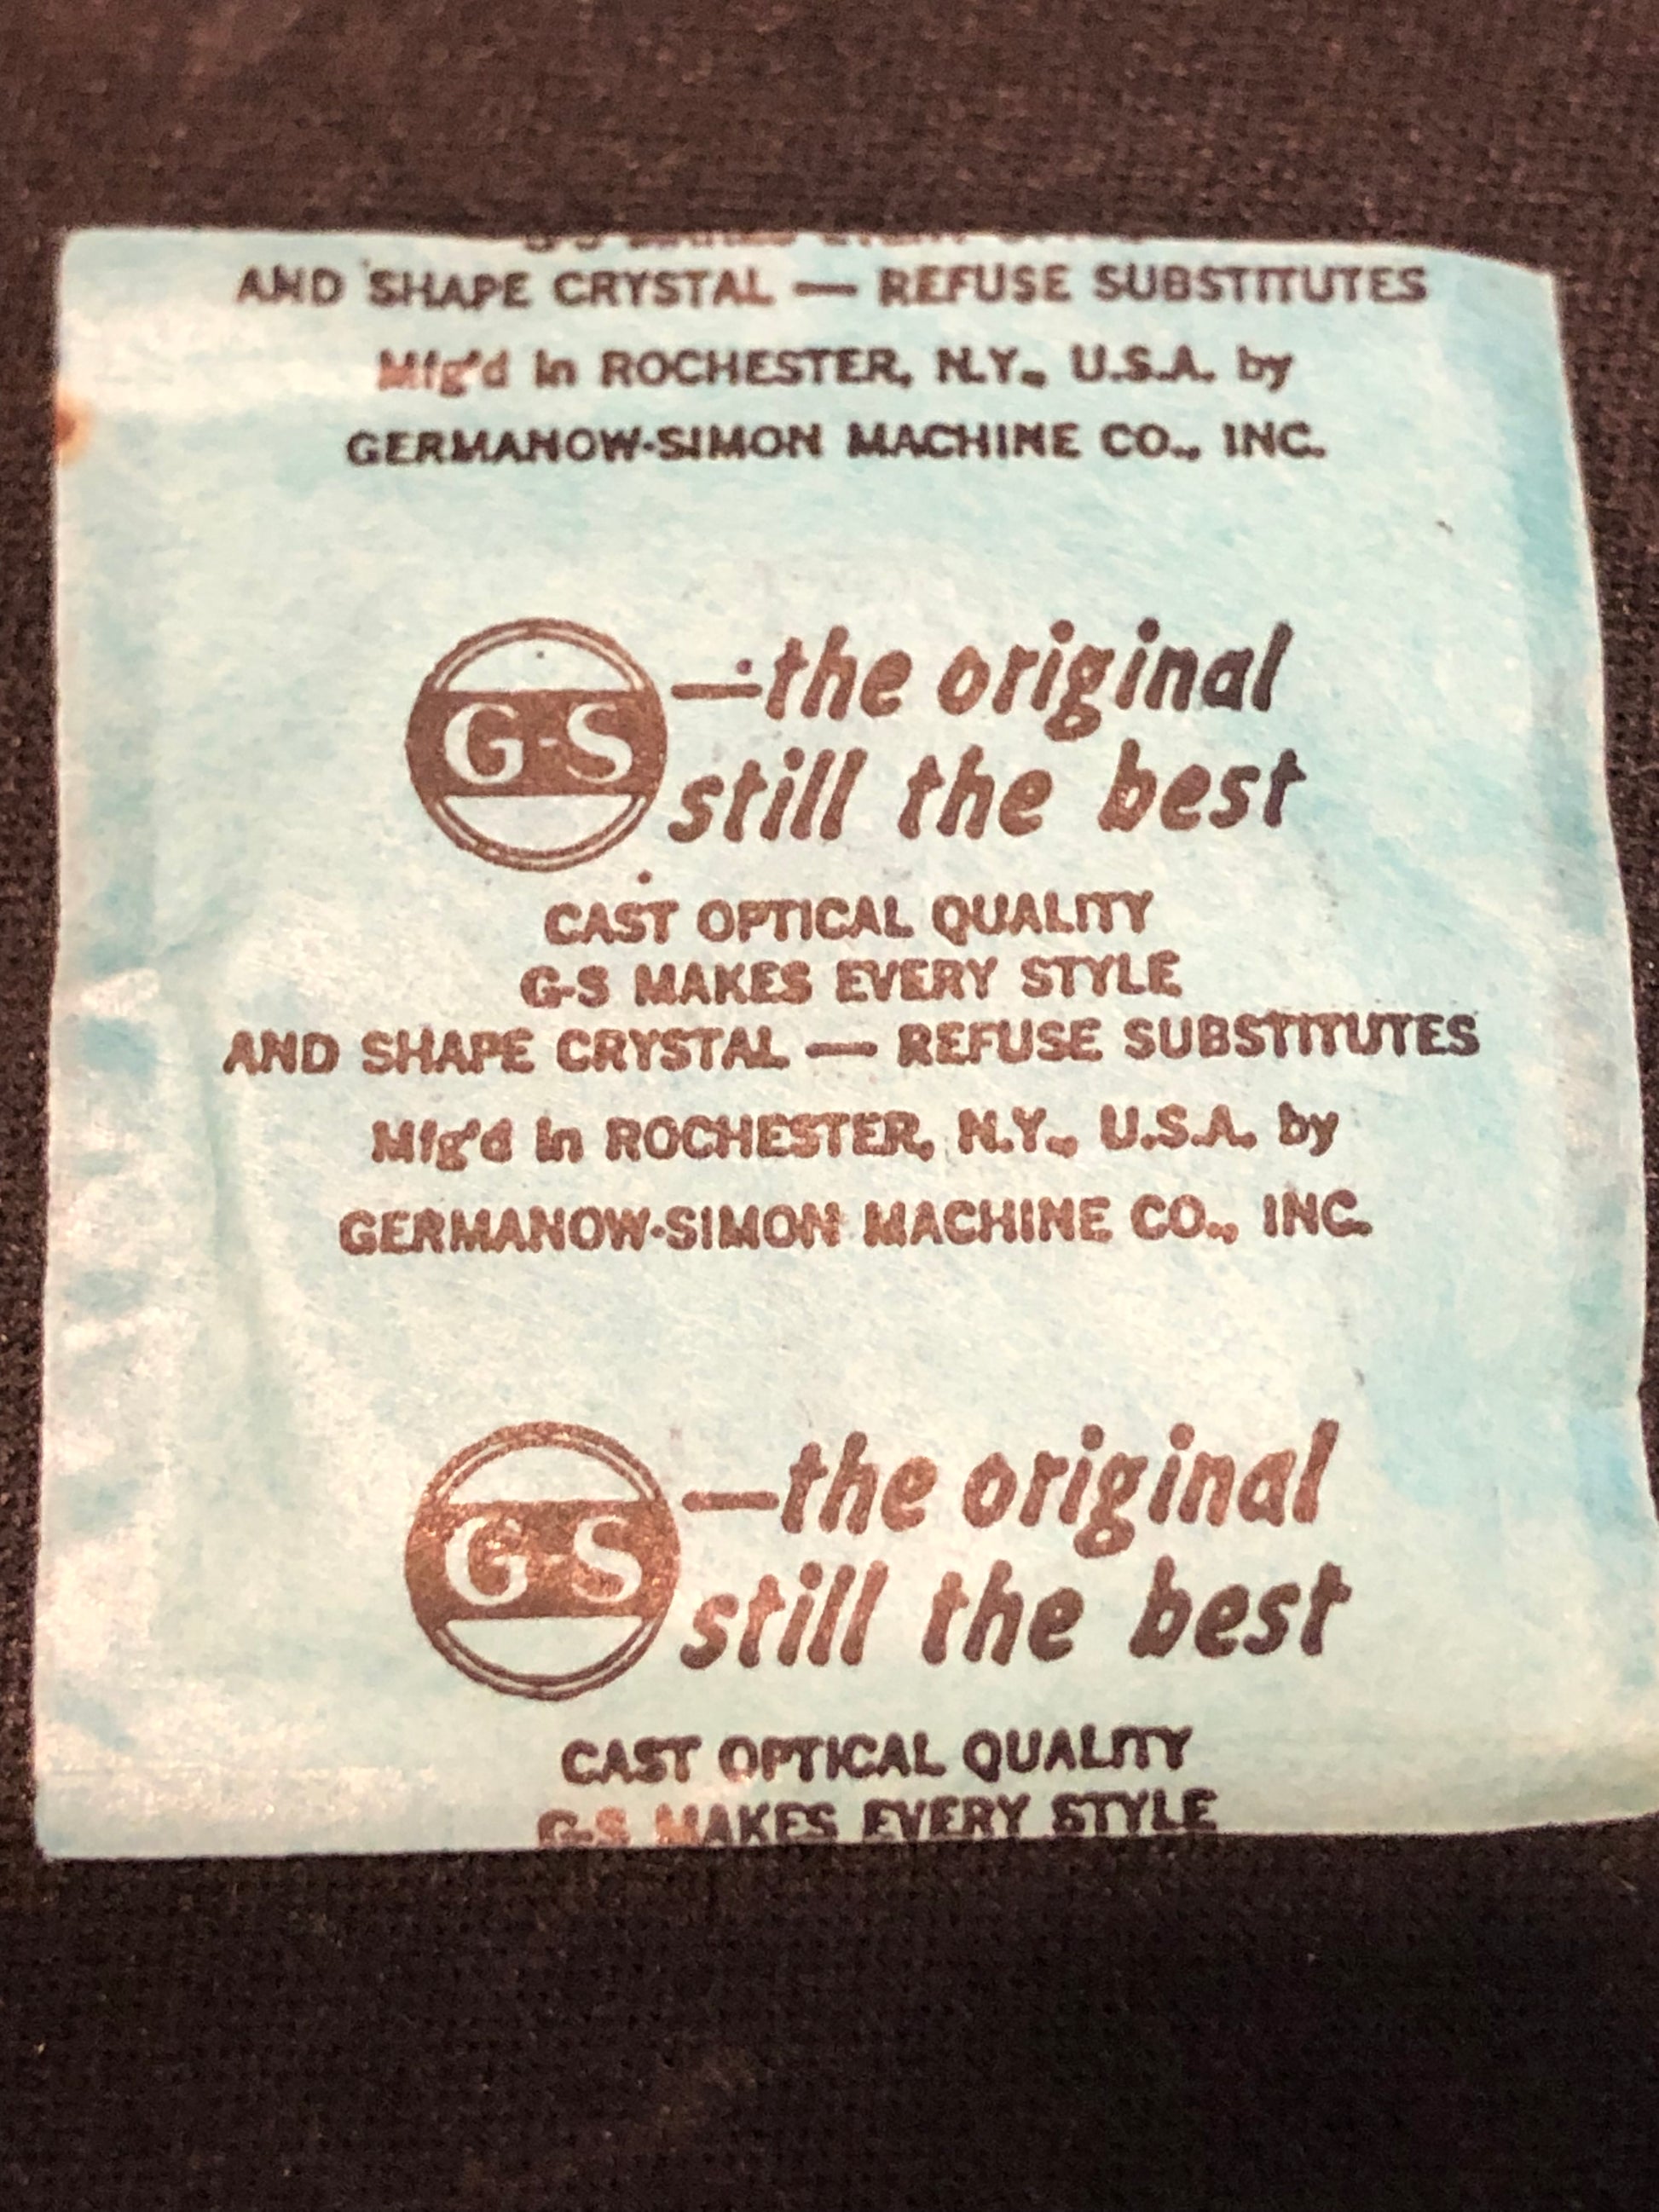 AND SHAPE CRYSTAL — REFUSE SUBSTITUTES
Mfg'd in ROCHESTER, N.Y., U.S.A. by
GERMANOW-SIMON MACHINE CO., INC.
G-S —the original
still the best
CAST OPTICAL QUALITY
G-S MAKES EVERY STYLE
AND SHAPE CRYSTAL — REFUSE SUBSTITUTES
Mfg'd in ROCHESTER, N.Y., U.S.A. by
GERMANOW-SIMON MACHINE CO., INC.
G-S —the original
still the best
CAST OPTICAL QUALITY
G-S MAKES EVERY STYLE